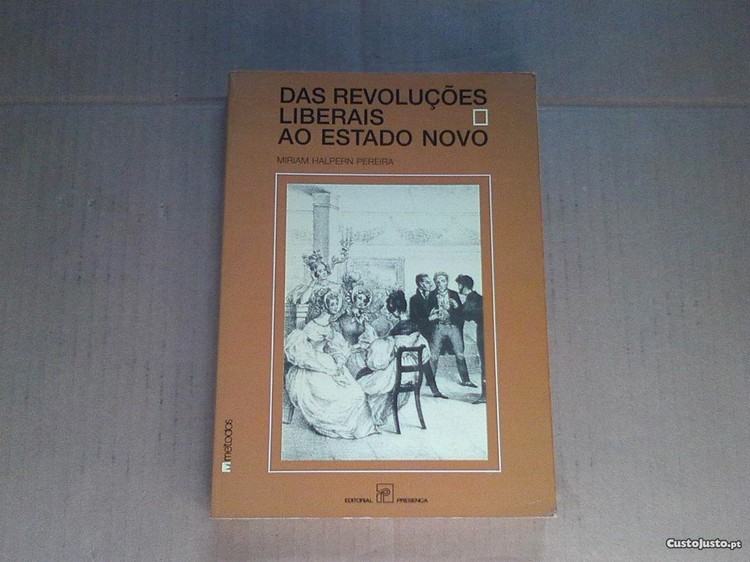 DAS REVOLUÇÕES
LIBERAIS
AO ESTADO NOVO
MIRIAM HALPERN PEREIRA
métodos
EDITORIAL PRESENÇA
CustoJusto.pt